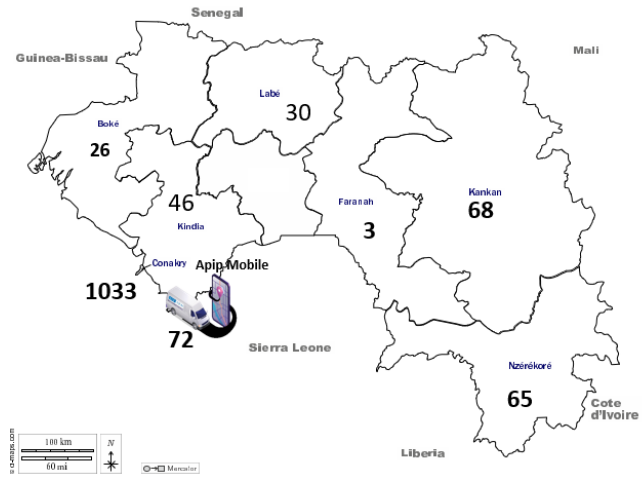 Senegal
Guinea-Bissau
Mali
Labé
30
Boké
26
46
Kindia
Faranah
3
Kankan
68
Conakry
Apip Mobile
1033
72
Sierra Leone
Nzérékoré
65
Cote
d'Ivoire
Liberia
100 km
60 mi
N
Mercator